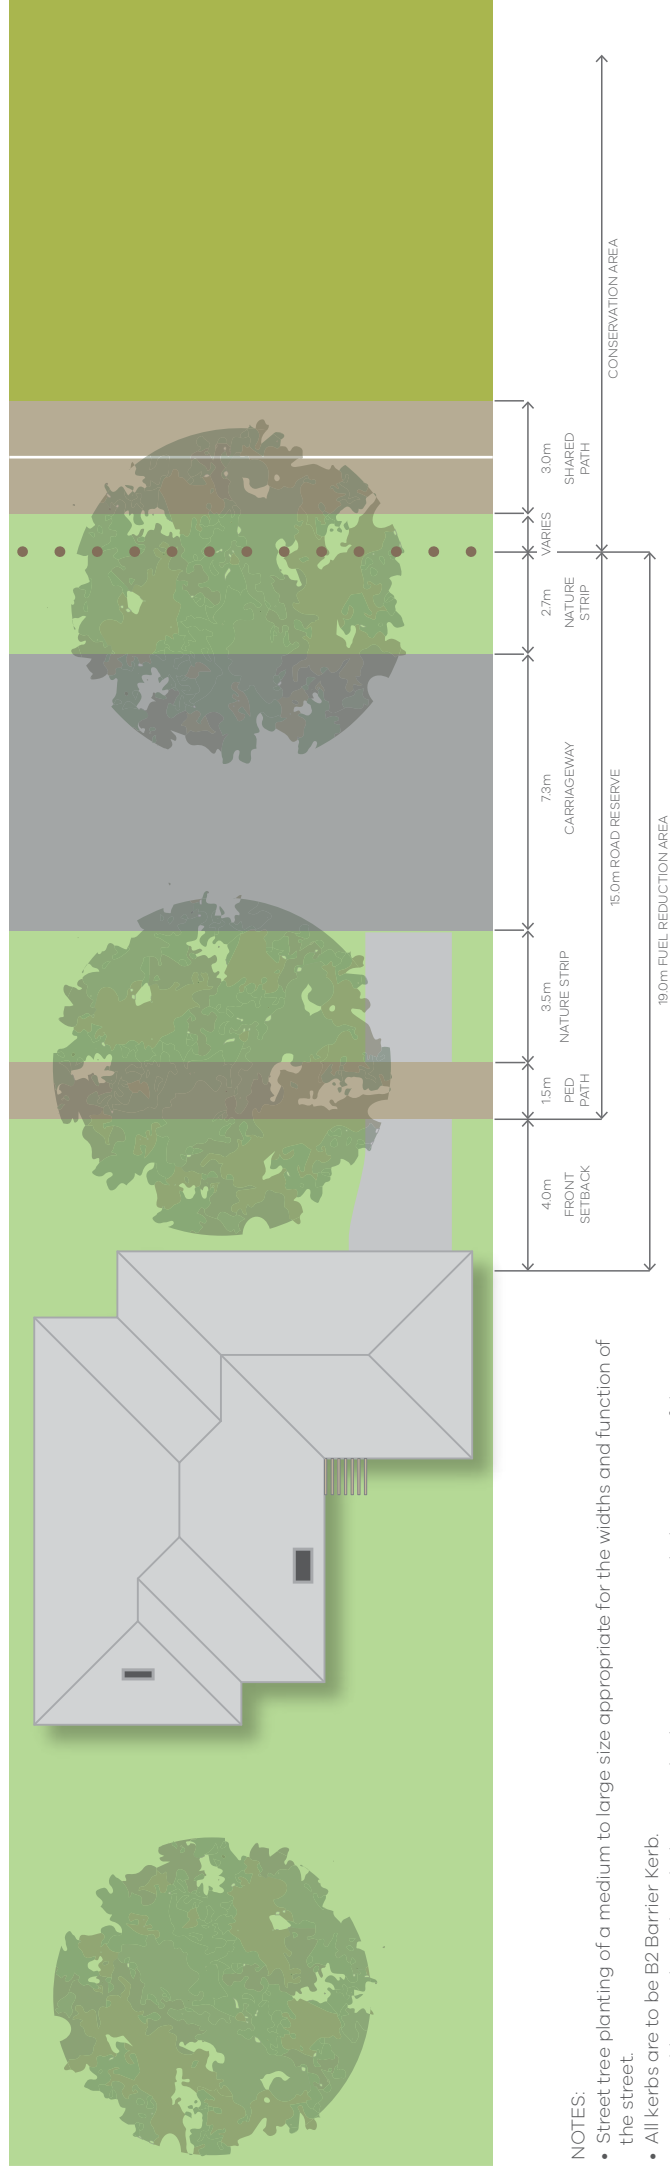 4.0m
FRONT
SETBACK
1.5m
PED
PATH
3.5m
NATURE STRIP
7.3m
CARRIAGEWAY
2.7m
NATURE
STRIP
VARIES
3.0m
SHARED
PATH
15.0m ROAD RESERVE
CONSERVATION AREA
19.0m FUEL REDUCTION AREA
NOTES:
• Street tree planting of a medium to large size appropriate for the widths and function of
the street.
• All kerbs are to be B2 Barrier Kerb.